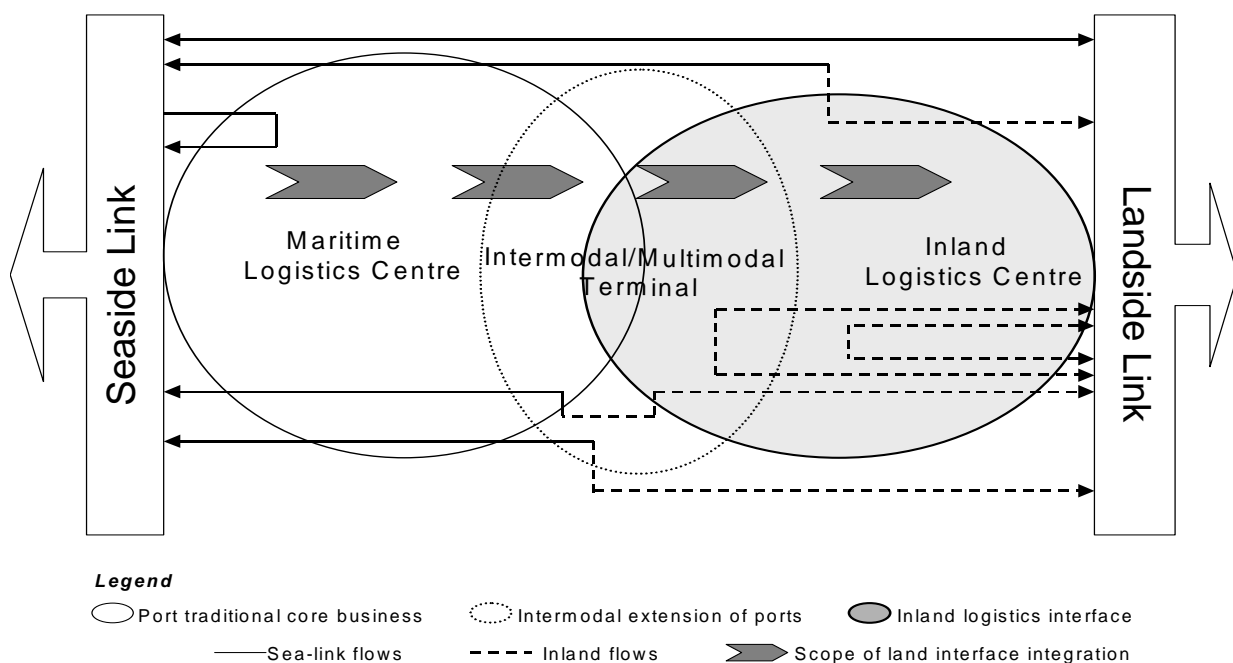 Seaside Link
Maritime
Logistics Centre
Intermodal/Multimodal
Terminal
Inland
Logistics Centre
Landside Link
Legend
Port traditional core business
Intermodal extension of ports
Inland logistics interface
Sea-link flows
Inland flows
Scope of land interface integration